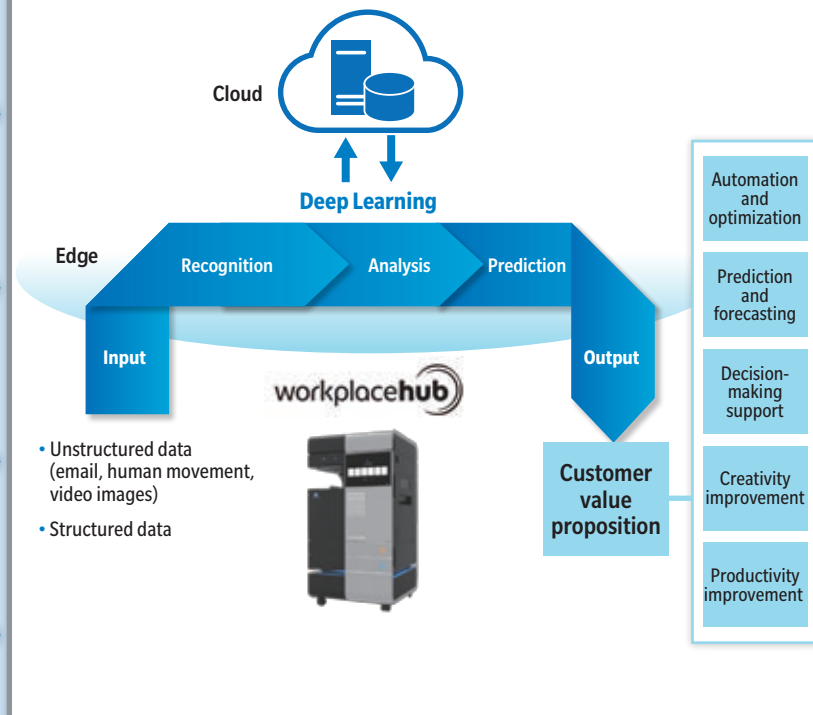 Cloud
Deep Learning
Edge
Recognition
Analysis
Prediction
Input
Output
workplacehub
• Unstructured data
(email, human movement,
video images)
• Structured data
Customer
value
proposition
Automation
and
optimization
Prediction
and
forecasting
Decision-
making
support
Creativity
improvement
Productivity
improvement